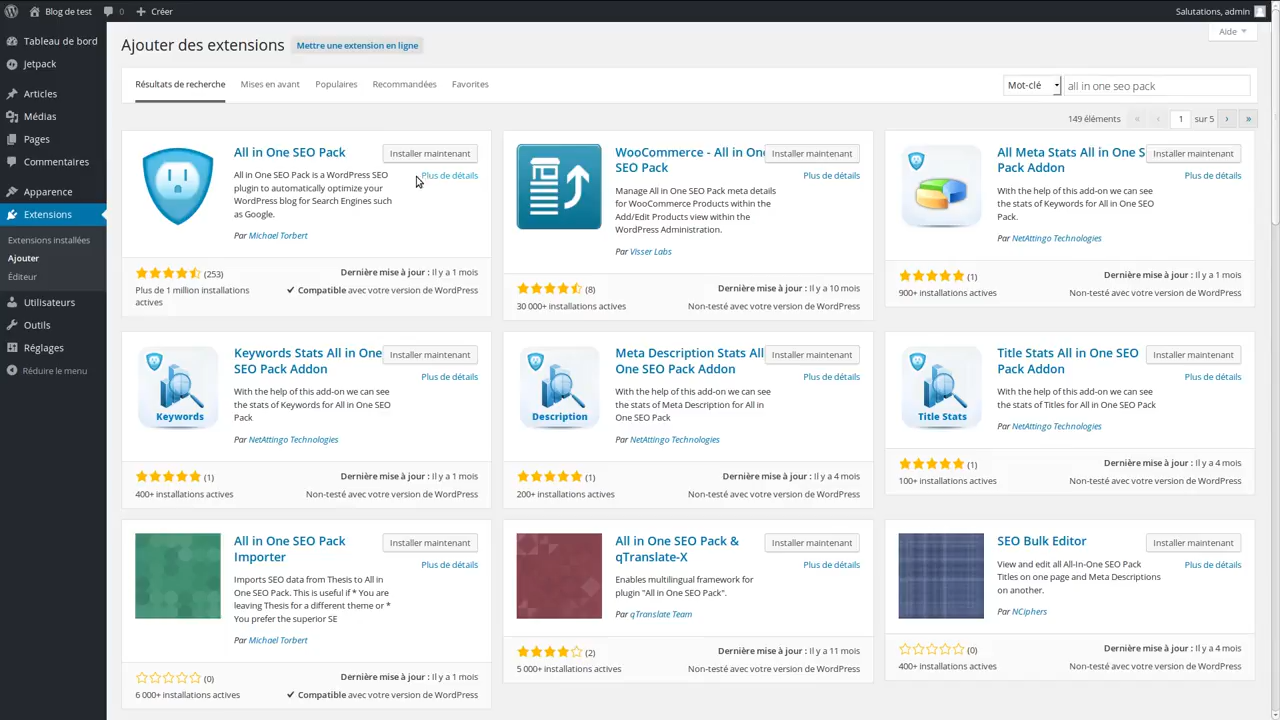 Blog de test
0
Créer
Salutations, admin
Tableau de bord
Jetpack
Articles
Médias
Pages
Commentaires
Apparence
Extensions
Extensions installées
Ajouter
Éditeur
Utilisateurs
Outils
Réglages
Réduire le menu
Aide
Ajouter des extensions
Mettre une extension en ligne
Résultats de recherche
Mises en avant
Populaires
Recommandées
Favorites
Mot-clé
all in one seo pack
149 éléments
«
‹
1
sur 5
›
»
All in One SEO Pack
Installer maintenant
Plus de détails
All in One SEO Pack is a WordPress SEO
plugin to automatically optimize your
WordPress blog for Search Engines such
as Google.
Par Michael Torbert
(253)
Dernière mise à jour : Il y a 1 mois
Plus de 1 million installations
actives
Compatible avec votre version de WordPress
WooCommerce - All in One
SEO Pack
Installer maintenant
Plus de détails
Manage All in One SEO Pack meta details
for WooCommerce Products within the
Add/Edit Products view within the
WordPress Administration.
Par Visser Labs
(8)
Dernière mise à jour : Il y a 10 mois
30 000+ installations actives
Non-testé avec votre version de WordPress
All Meta Stats All in One S
Pack Addon
Installer maintenant
Plus de détails
With the help of this add-on we can see
the stats of Keywords for All in One SEO
Pack.
Par NetAttingo Technologies
(1)
Dernière mise à jour : Il y a 1 mois
900+ installations actives
Non-testé avec votre version de WordPress
Keywords
Keywords Stats All in One
SEO Pack Addon
Installer maintenant
Plus de détails
With the help of this add-on we can see
the stats of Keywords for All in One SEO
Pack
Par NetAttingo Technologies
(1)
Dernière mise à jour : Il y a 1 mois
400+ installations actives
Non-testé avec votre version de WordPress
Description
Meta Description Stats All
One SEO Pack Addon
Installer maintenant
Plus de détails
With the help of this add-on we can see
the stats of Meta Description for All in
One SEO Pack
Par NetAttingo Technologies
(1)
Dernière mise à jour : Il y a 4 mois
200+ installations actives
Non-testé avec votre version de WordPress
Title Stats
Title Stats All in One SEO
Pack Addon
Installer maintenant
Plus de détails
With the help of this add-on we can see
the stats of Titles for All in One SEO Pack
Par NetAttingo Technologies
(1)
Dernière mise à jour : Il y a 4 mois
100+ installations actives
Non-testé avec votre version de WordPress
All in One SEO Pack
Importer
Installer maintenant
Plus de détails
Imports SEO data from Thesis to All in
One SEO Pack. This is useful if * You are
leaving Thesis for a different theme or *
You prefer the superior SE
Par Michael Torbert
(0)
Dernière mise à jour : Il y a 1 mois
6 000+ installations actives
Compatible avec votre version de WordPress
All in One SEO Pack &
qTranslate-X
Installer maintenant
Plus de détails
Enables multilingual framework for
plugin "All in One SEO Pack".
Par qTranslate Team
(2)
Dernière mise à jour : Il y a 11 mois
5 000+ installations actives
Non-testé avec votre version de WordPress
SEO Bulk Editor
Installer maintenant
Plus de détails
View and edit all All-In-One SEO Pack
Titles on one page and Meta Descriptions
on another.
Par NCiphers
(0)
Dernière mise à jour : Il y a 4 mois
400+ installations actives
Non-testé avec votre version de WordPress